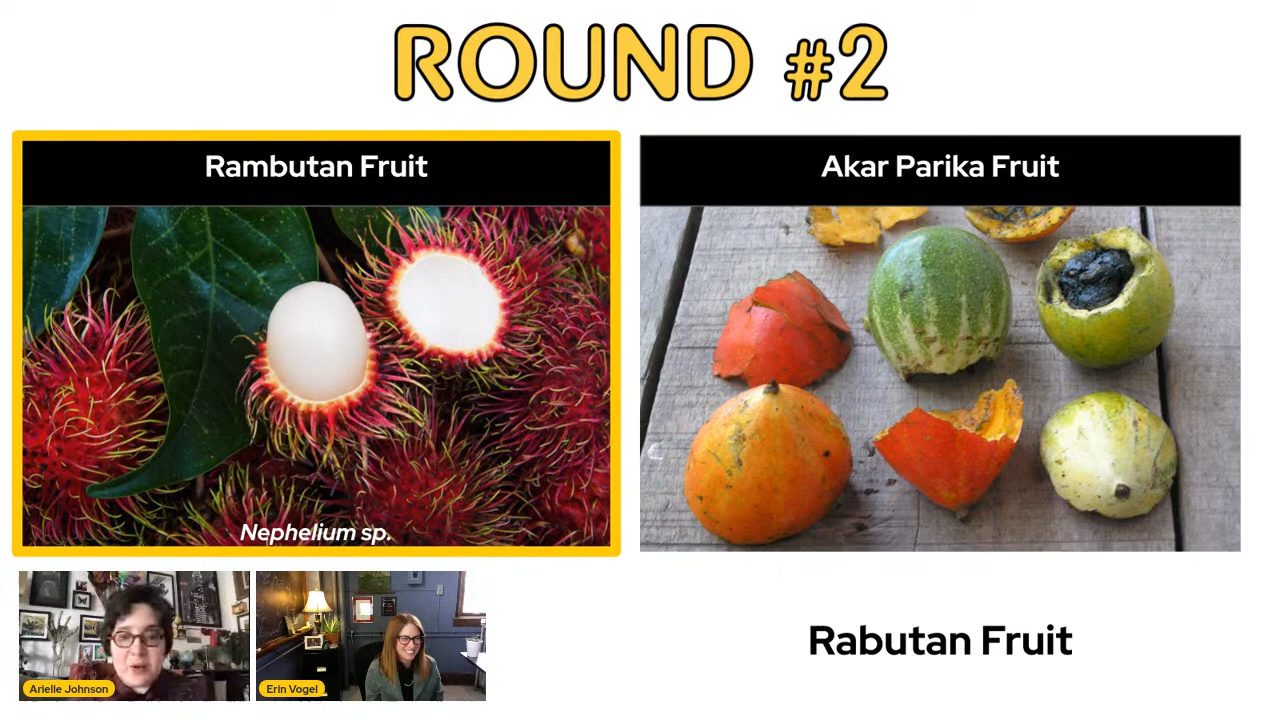 ROUND #2
Rambutan Fruit
Akar Parika Fruit
Nephelium sp.
Arielle Johnson
Erin Vogel
Rabutan Fruit